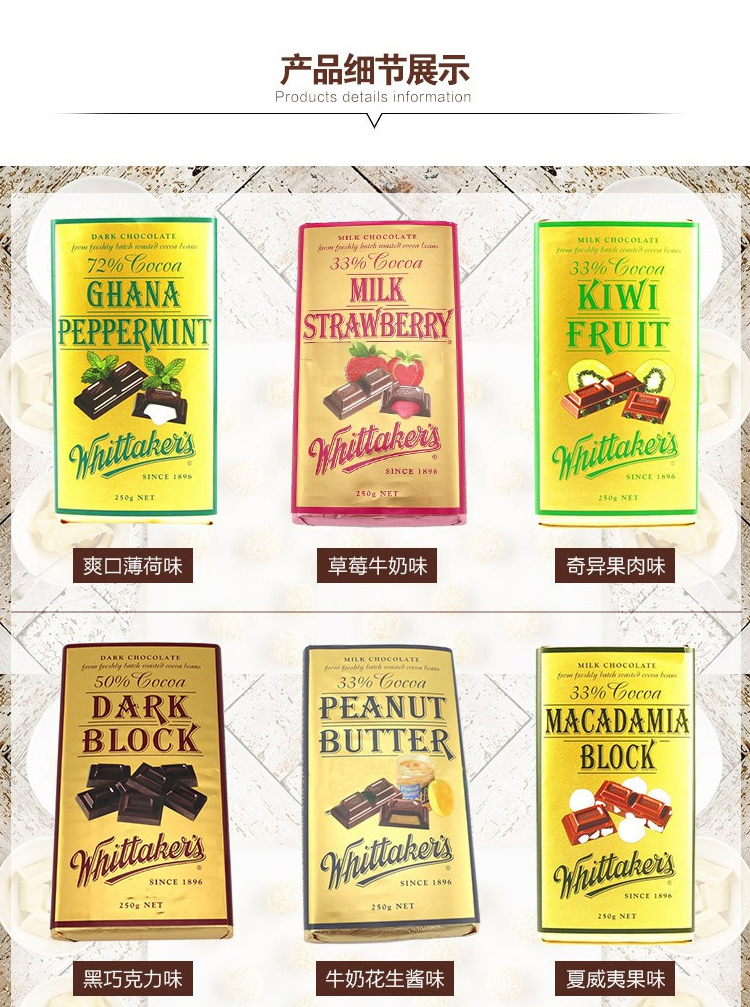 产品细节展示
Products details information
DARK CHOCOLATE
from freshly batch roasted cocoa beans
72% Cocoa
GHANA
PEPPERMINT
Whittaker's
SINCE 1896
250g NET
爽口薄荷味
MILK CHOCOLATE
from freshly batch roasted cocoa beans
33% Cocoa
MILK
STRAWBERRY
Whittaker's
SINCE 1896
250g NET
草莓牛奶味
MILK CHOCOLATE
from freshly batch roasted cocoa beans
33% Cocoa
KIWI
FRUIT
Whittaker's
SINCE 1896
250g NET
奇异果肉味
DARK CHOCOLATE
from freshly batch roasted cocoa beans
50% Cocoa
DARK
BLOCK
Whittaker's
SINCE 1896
250g NET
黑巧克力味
MILK CHOCOLATE
from freshly batch roasted cocoa beans
33% Cocoa
PEANUT
BUTTER
Peanut
Butter
Whittaker's
SINCE 1896
250g NET
牛奶花生酱味
MILK CHOCOLATE
from freshly batch roasted cocoa beans
33% Cocoa
MACADAMIA
BLOCK
Whittaker's
SINCE 1896
250g NET
夏威夷果味